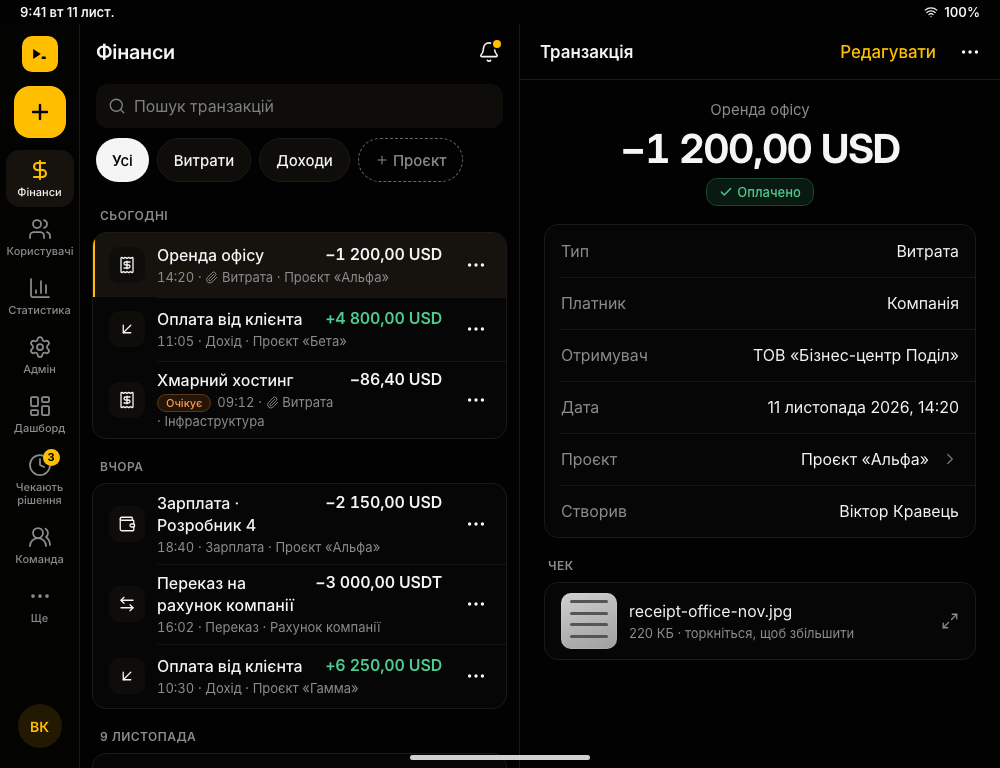 9:41 вт 11 лист.
100%
Фінанси
Користувачі
Статистика
Адмін
Дашборд
3
Чекають
рішення
Команда
Ще
ВК
Фінанси
Пошук транзакцій
Усі
Витрати
Доходи
+ Проєкт
СЬОГОДНІ
Оренда офісу −1 200,00 USD
14:20 · Витрата · Проєкт «Альфа»
Оплата від клієнта +4 800,00 USD
11:05 · Дохід · Проєкт «Бета»
Хмарний хостинг −86,40 USD
Очікує 09:12 · Витрата
· Інфраструктура
ВЧОРА
Зарплата · −2 150,00 USD
Розробник 4
18:40 · Зарплата · Проєкт «Альфа»
Переказ на −3 000,00 USDT
рахунок компанії
16:02 · Переказ · Рахунок компанії
Оплата від клієнта +6 250,00 USD
10:30 · Дохід · Проєкт «Гамма»
9 ЛИСТОПАДА
Транзакція
Редагувати
Оренда офісу
−1 200,00 USD
Оплачено
Тип Витрата
Платник Компанія
Отримувач ТОВ «Бізнес-центр Поділ»
Дата 11 листопада 2026, 14:20
Проєкт Проєкт «Альфа»
Створив Віктор Кравець
ЧЕК
receipt-office-nov.jpg
220 КБ · торкніться, щоб збільшити